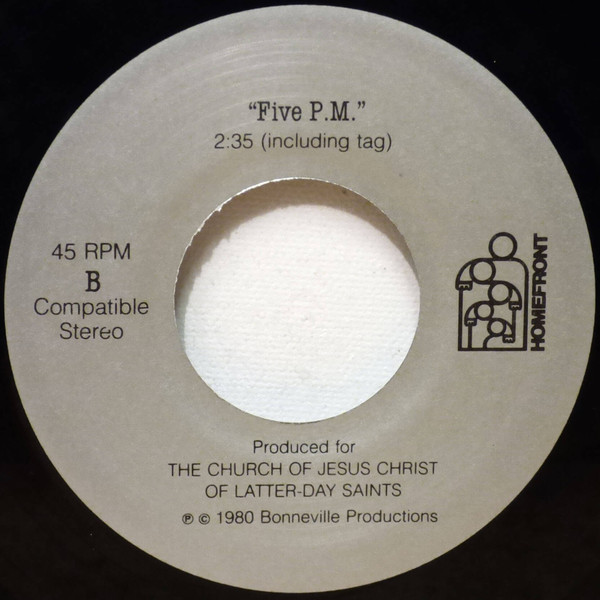 “Five P.M.”
2:35 (including tag)
45 RPM
B
Compatible
Stereo
HOMEFRONT
Produced for
THE CHURCH OF JESUS CHRIST
OF LATTER-DAY SAINTS
℗ © 1980 Bonneville Productions